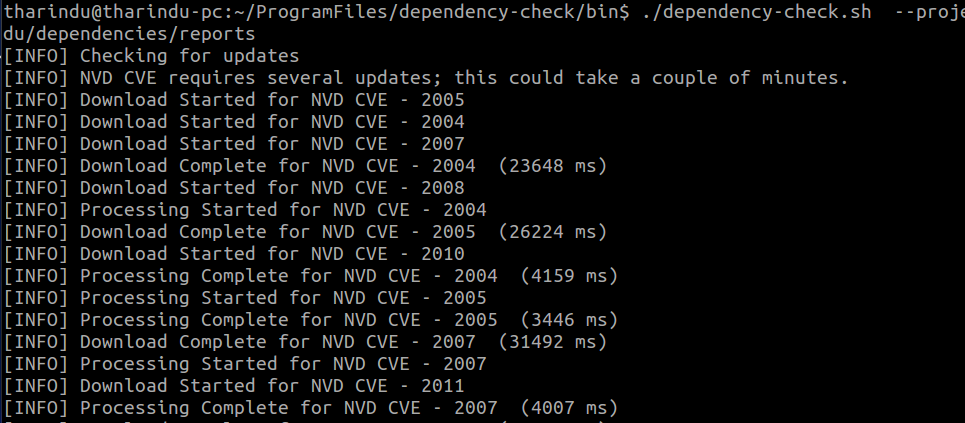 tharindu@tharindu-pc:~/ProgramFiles/dependency-check/bin$ ./dependency-check.sh  --proje
du/dependencies/reports
[INFO] Checking for updates
[INFO] NVD CVE requires several updates; this could take a couple of minutes.
[INFO] Download Started for NVD CVE - 2005
[INFO] Download Started for NVD CVE - 2004
[INFO] Download Started for NVD CVE - 2007
[INFO] Download Complete for NVD CVE - 2004  (23648 ms)
[INFO] Download Started for NVD CVE - 2008
[INFO] Processing Started for NVD CVE - 2004
[INFO] Download Complete for NVD CVE - 2005  (26224 ms)
[INFO] Download Started for NVD CVE - 2010
[INFO] Processing Complete for NVD CVE - 2004  (4159 ms)
[INFO] Processing Started for NVD CVE - 2005
[INFO] Processing Complete for NVD CVE - 2005  (3446 ms)
[INFO] Download Complete for NVD CVE - 2007  (31492 ms)
[INFO] Processing Started for NVD CVE - 2007
[INFO] Download Started for NVD CVE - 2011
[INFO] Processing Complete for NVD CVE - 2007  (4007 ms)